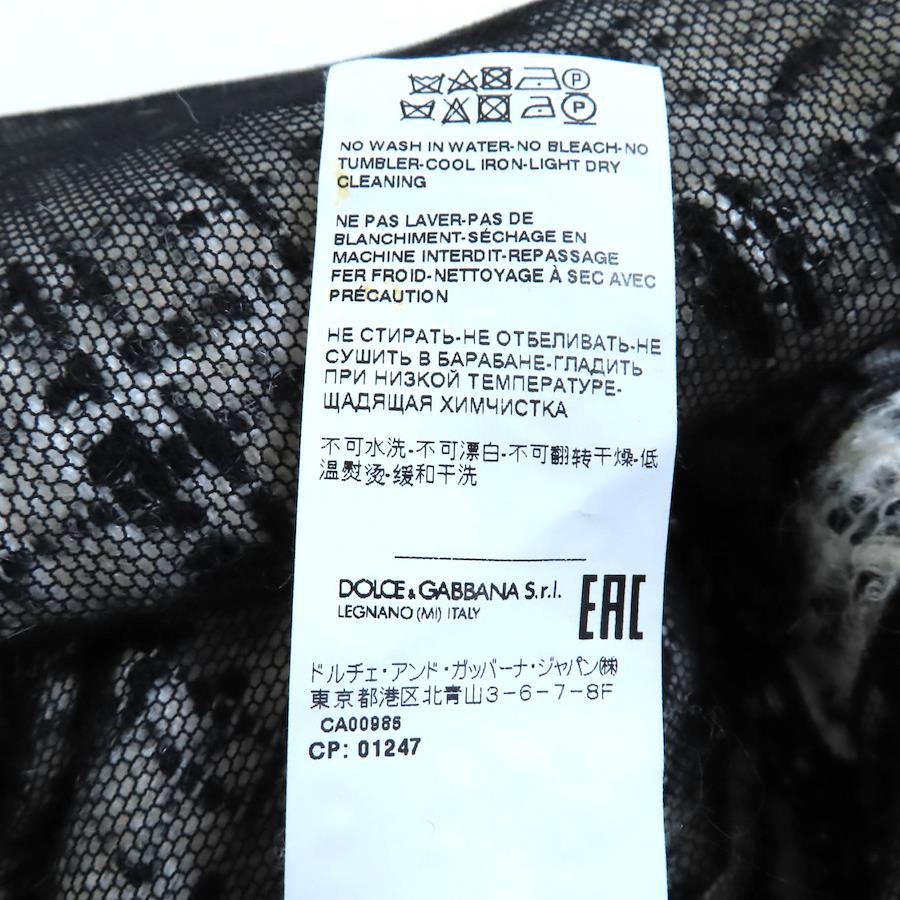 NO WASH IN WATER-NO BLEACH-NO
TUMBLER-COOL IRON-LIGHT DRY
CLEANING
NE PAS LAVER-PAS DE
BLANCHIMENT-SÉCHAGE EN
MACHINE INTERDIT-REPASSAGE
FER FROID-NETTOYAGE À SEC AVEC
PRÉCAUTION
НЕ СТИРАТЬ-НЕ ОТБЕЛИВАТЬ-НЕ
СУШИТЬ В БАРАБАНЕ-ГЛАДИТЬ
ПРИ НИЗКОЙ ТЕМПЕРАТУРЕ-
ЩАДЯЩАЯ ХИМЧИСТКА
不可水洗-不可漂白-不可翻转干燥-低
温熨烫-缓和干洗
DOLCE & GABBANA S.r.l.
LEGNANO (MI) ITALY
EAC
ドルチェ・アンド・ガッバーナ・ジャパン㈱
東京都港区北青山3-6-7-8F
CA00986
CP: 01247